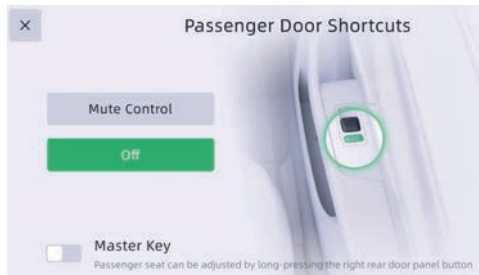 Passenger Door Shortcuts
Mute Control
Off
Master Key
Passenger seat can be adjusted by long-pressing the right rear door panel button